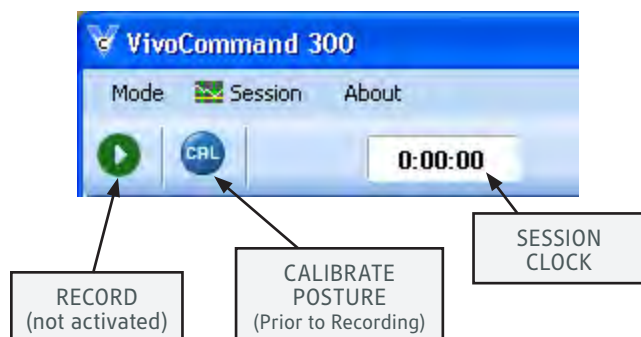 VivoCommand 300
Mode Session About
CAL 0:00:00
SESSION
CLOCK
CALIBRATE
POSTURE
(Prior to Recording)
RECORD
(not activated)